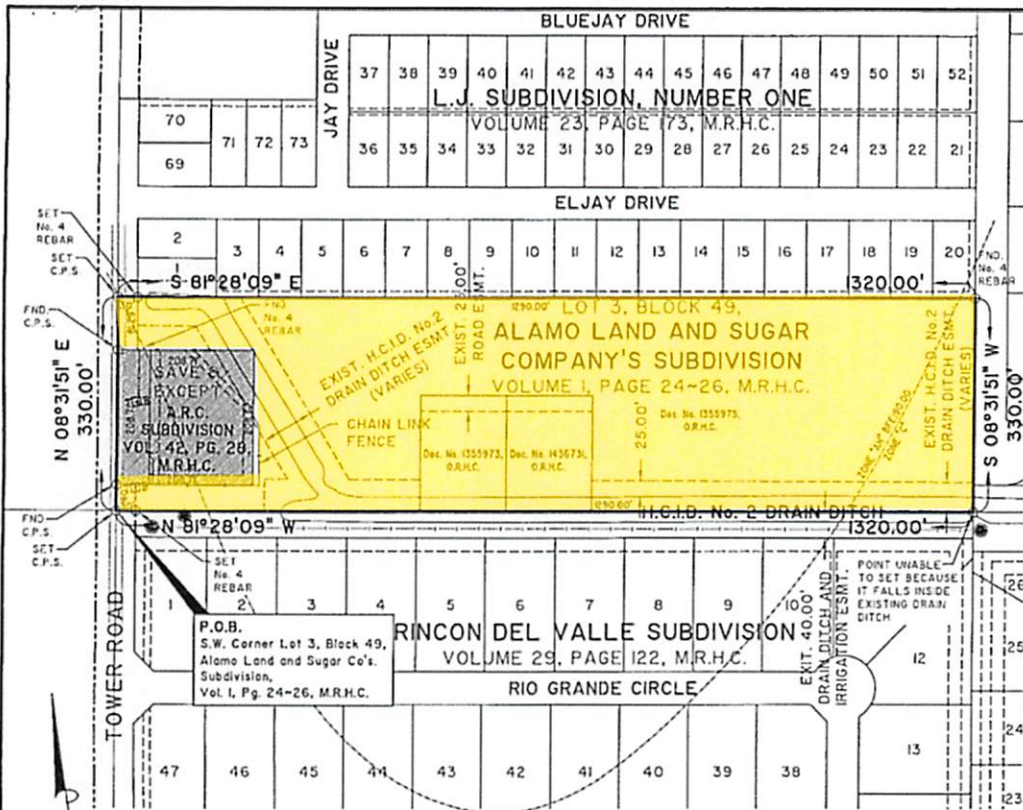 BLUEJAY DRIVE
JAY DRIVE
37 38 39 40 41 42 43 44 45 46 47 48 49 50 51 52
L.J. SUBDIVISION, NUMBER ONE
VOLUME 23, PAGE 173, M.R.H.C.
70
71 72 73
69
36 35 34 33 32 31 30 29 28 27 26 25 24 23 22 21
ELJAY DRIVE
SET
No. 4
REBAR
SET
C.P.S.
2
1
3 4 5 6 7 8 9 10 11 12 13 14 15 16 17 18 19 20
FND.
No. 4
REBAR
S 81°28'09" E
1320.00'
FND.
C.P.S.
N 08°31'51" E
330.00'
FND
No. 4
REBAR
EXIST.
ROAD ESMT.
1290.00'
LOT 3, BLOCK 49,
ALAMO LAND AND SUGAR
COMPANY'S SUBDIVISION
VOLUME 1, PAGE 24-26, M.R.H.C.
EXIST. H.C.I.D. No.2
DRAIN DITCH ESMT
(VARIES)
EXIST. H.C.I.D. No.2
DRAIN DITCH ESMT
(VARIES)
S 08°31'51" W
330.00'
SAVE &
EXCEPT
A.R.C.
SUBDIVISION
VOL. 42, PG. 28,
M.R.H.C.
CHAIN LINK
FENCE
Doc. No. 1355973,
O.R.H.C.
25.00'
Doc. No. 1355973,
O.R.H.C.
O.R.H.C.
1290.00'
FND
C.P.S.
SET
C.P.S.
N 81°28'09" W
H.C.I.D. No. 2 DRAIN DITCH
1320.00'
SET
No. 4
REBAR
POINT UNABLE
TO SET BECAUSE
IT FALLS INSIDE
EXISTING DRAIN
DITCH
TOWER ROAD
1 2 3 4 5 6 7 8 9 10
P.O.B.
S.W. Corner Lot 3, Block 49,
Alamo Land and Sugar Co's.
Subdivision,
Vol. 1, Pg. 24-26, M.R.H.C.
RINCON DEL VALLE SUBDIVISION
VOLUME 29, PAGE 122, M.R.H.C.
EXIT. 40.00'
DRAIN DITCH AND
IRRIGATION ESMT.
12
26
25
RIO GRANDE CIRCLE
13
24
23
47 46 45 44 43 42 41 40 39 38